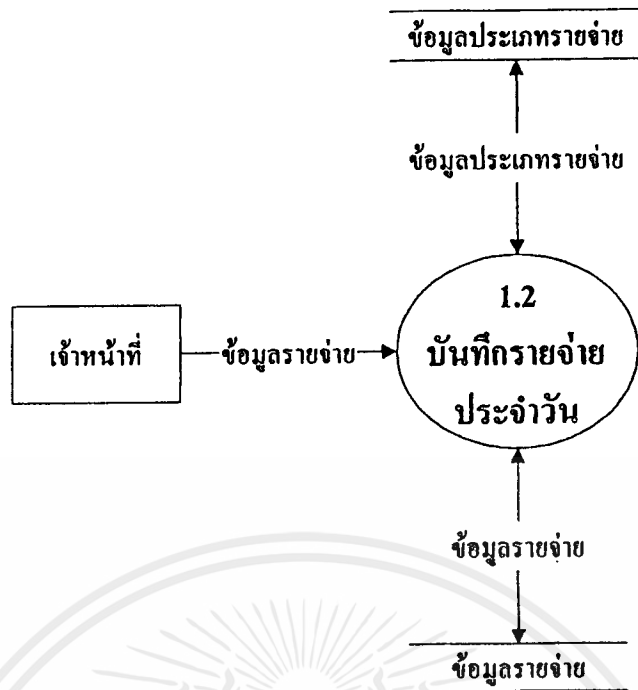 ข้อมูลประเภทรายจ่าย
ข้อมูลประเภทรายจ่าย
1.2
บันทึกรายจ่าย
ประจำวัน
เจ้าหน้าที่
ข้อมูลรายจ่าย
ข้อมูลรายจ่าย
ข้อมูลรายจ่าย